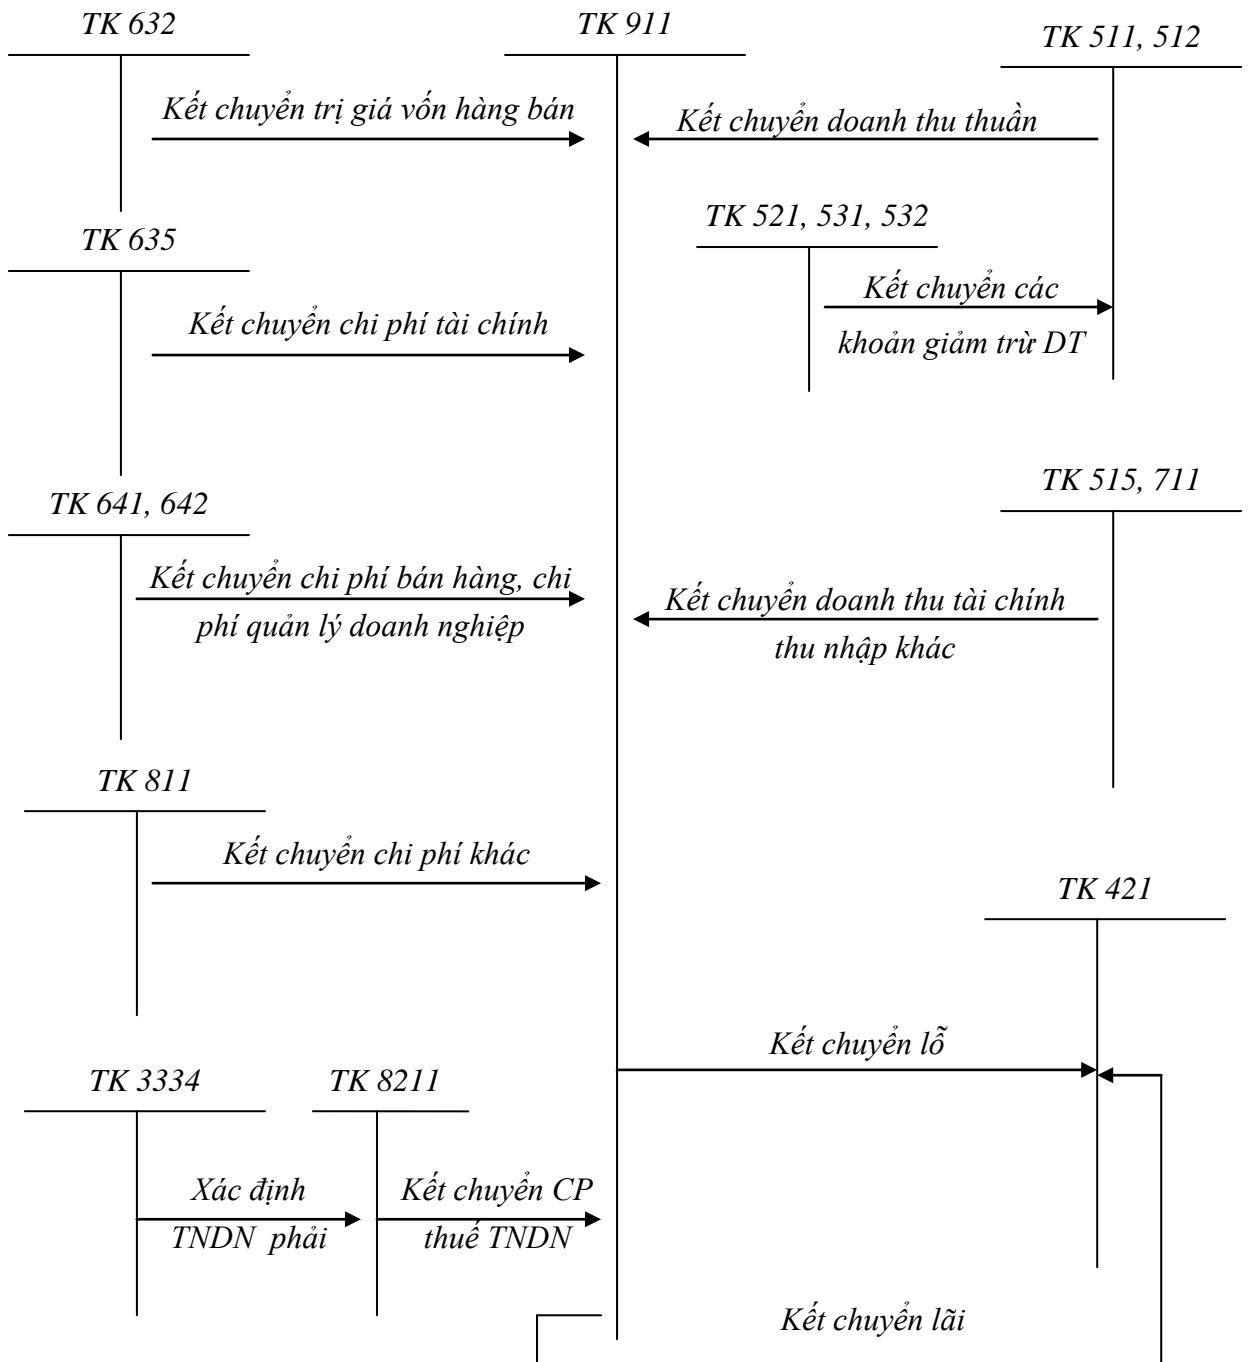 TK 632
TK 911
TK 511, 512
Kết chuyển trị giá vốn hàng bán
Kết chuyển doanh thu thuần
TK 521, 531, 532
TK 635
Kết chuyển các
khoản giảm trừ DT
Kết chuyển chi phí tài chính
TK 515, 711
TK 641, 642
Kết chuyển chi phí bán hàng, chi
phí quản lý doanh nghiệp
Kết chuyển doanh thu tài chính
thu nhập khác
TK 811
Kết chuyển chi phí khác
TK 421
Kết chuyển lỗ
TK 3334
TK 8211
Xác định
TNDN phải
Kết chuyển CP
thuế TNDN
Kết chuyển lãi